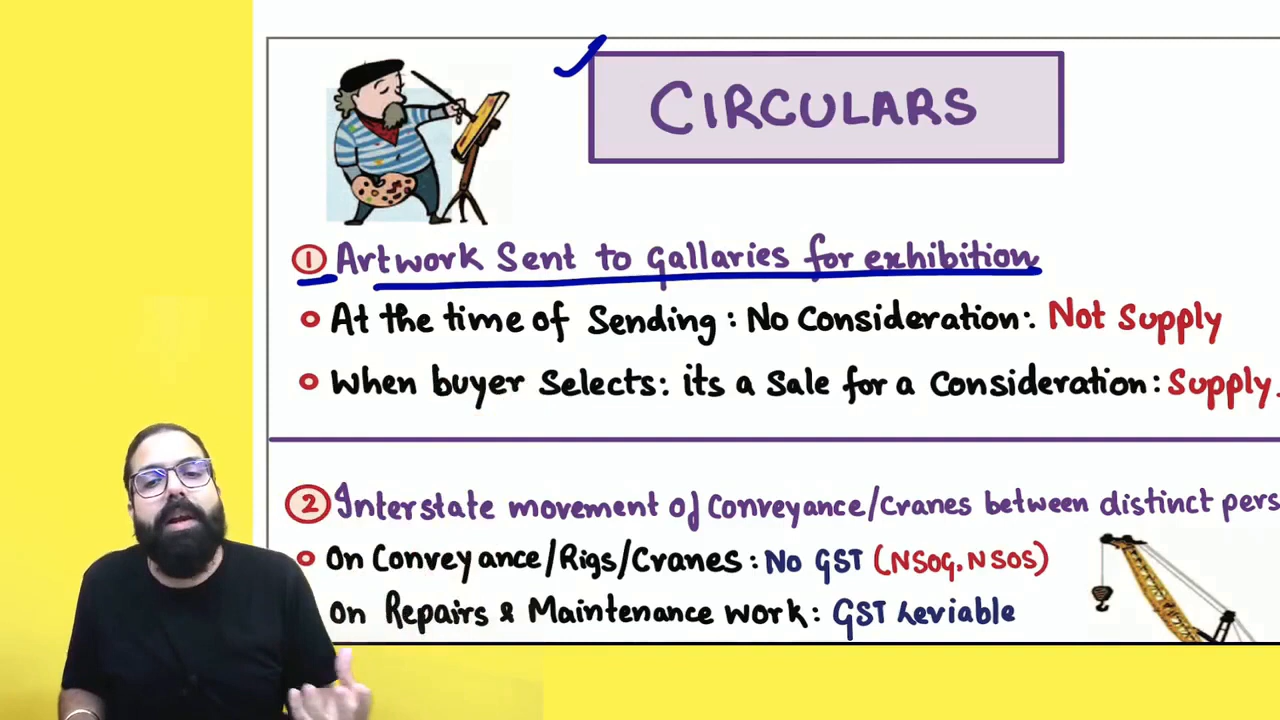 CIRCULARS
1 Artwork Sent to gallaries for exhibition
At the time of Sending: No Consideration: Not Supply
When buyer Selects: its a Sale for a Consideration: Supply.
2 Interstate movement of Conveyance/Cranes between distinct pers
On Conveyance/Rigs/Cranes: No GST (NSOG, NSOS)
On Repairs & Maintenance work: GST Leviable